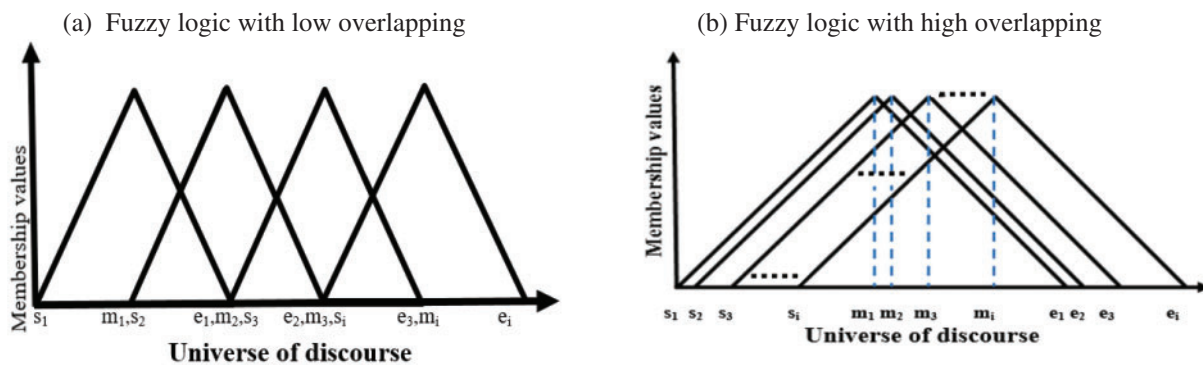 (a) Fuzzy logic with low overlapping
Membership values
s₁ m₁,s₂ e₁,m₂,s₃ e₂,m₃,sᵢ e₃,mᵢ eᵢ
Universe of discourse
(b) Fuzzy logic with high overlapping
Membership values
s₁ s₂ s₃ sᵢ m₁ m₂ m₃ mᵢ e₁ e₂ e₃ eᵢ
Universe of discourse